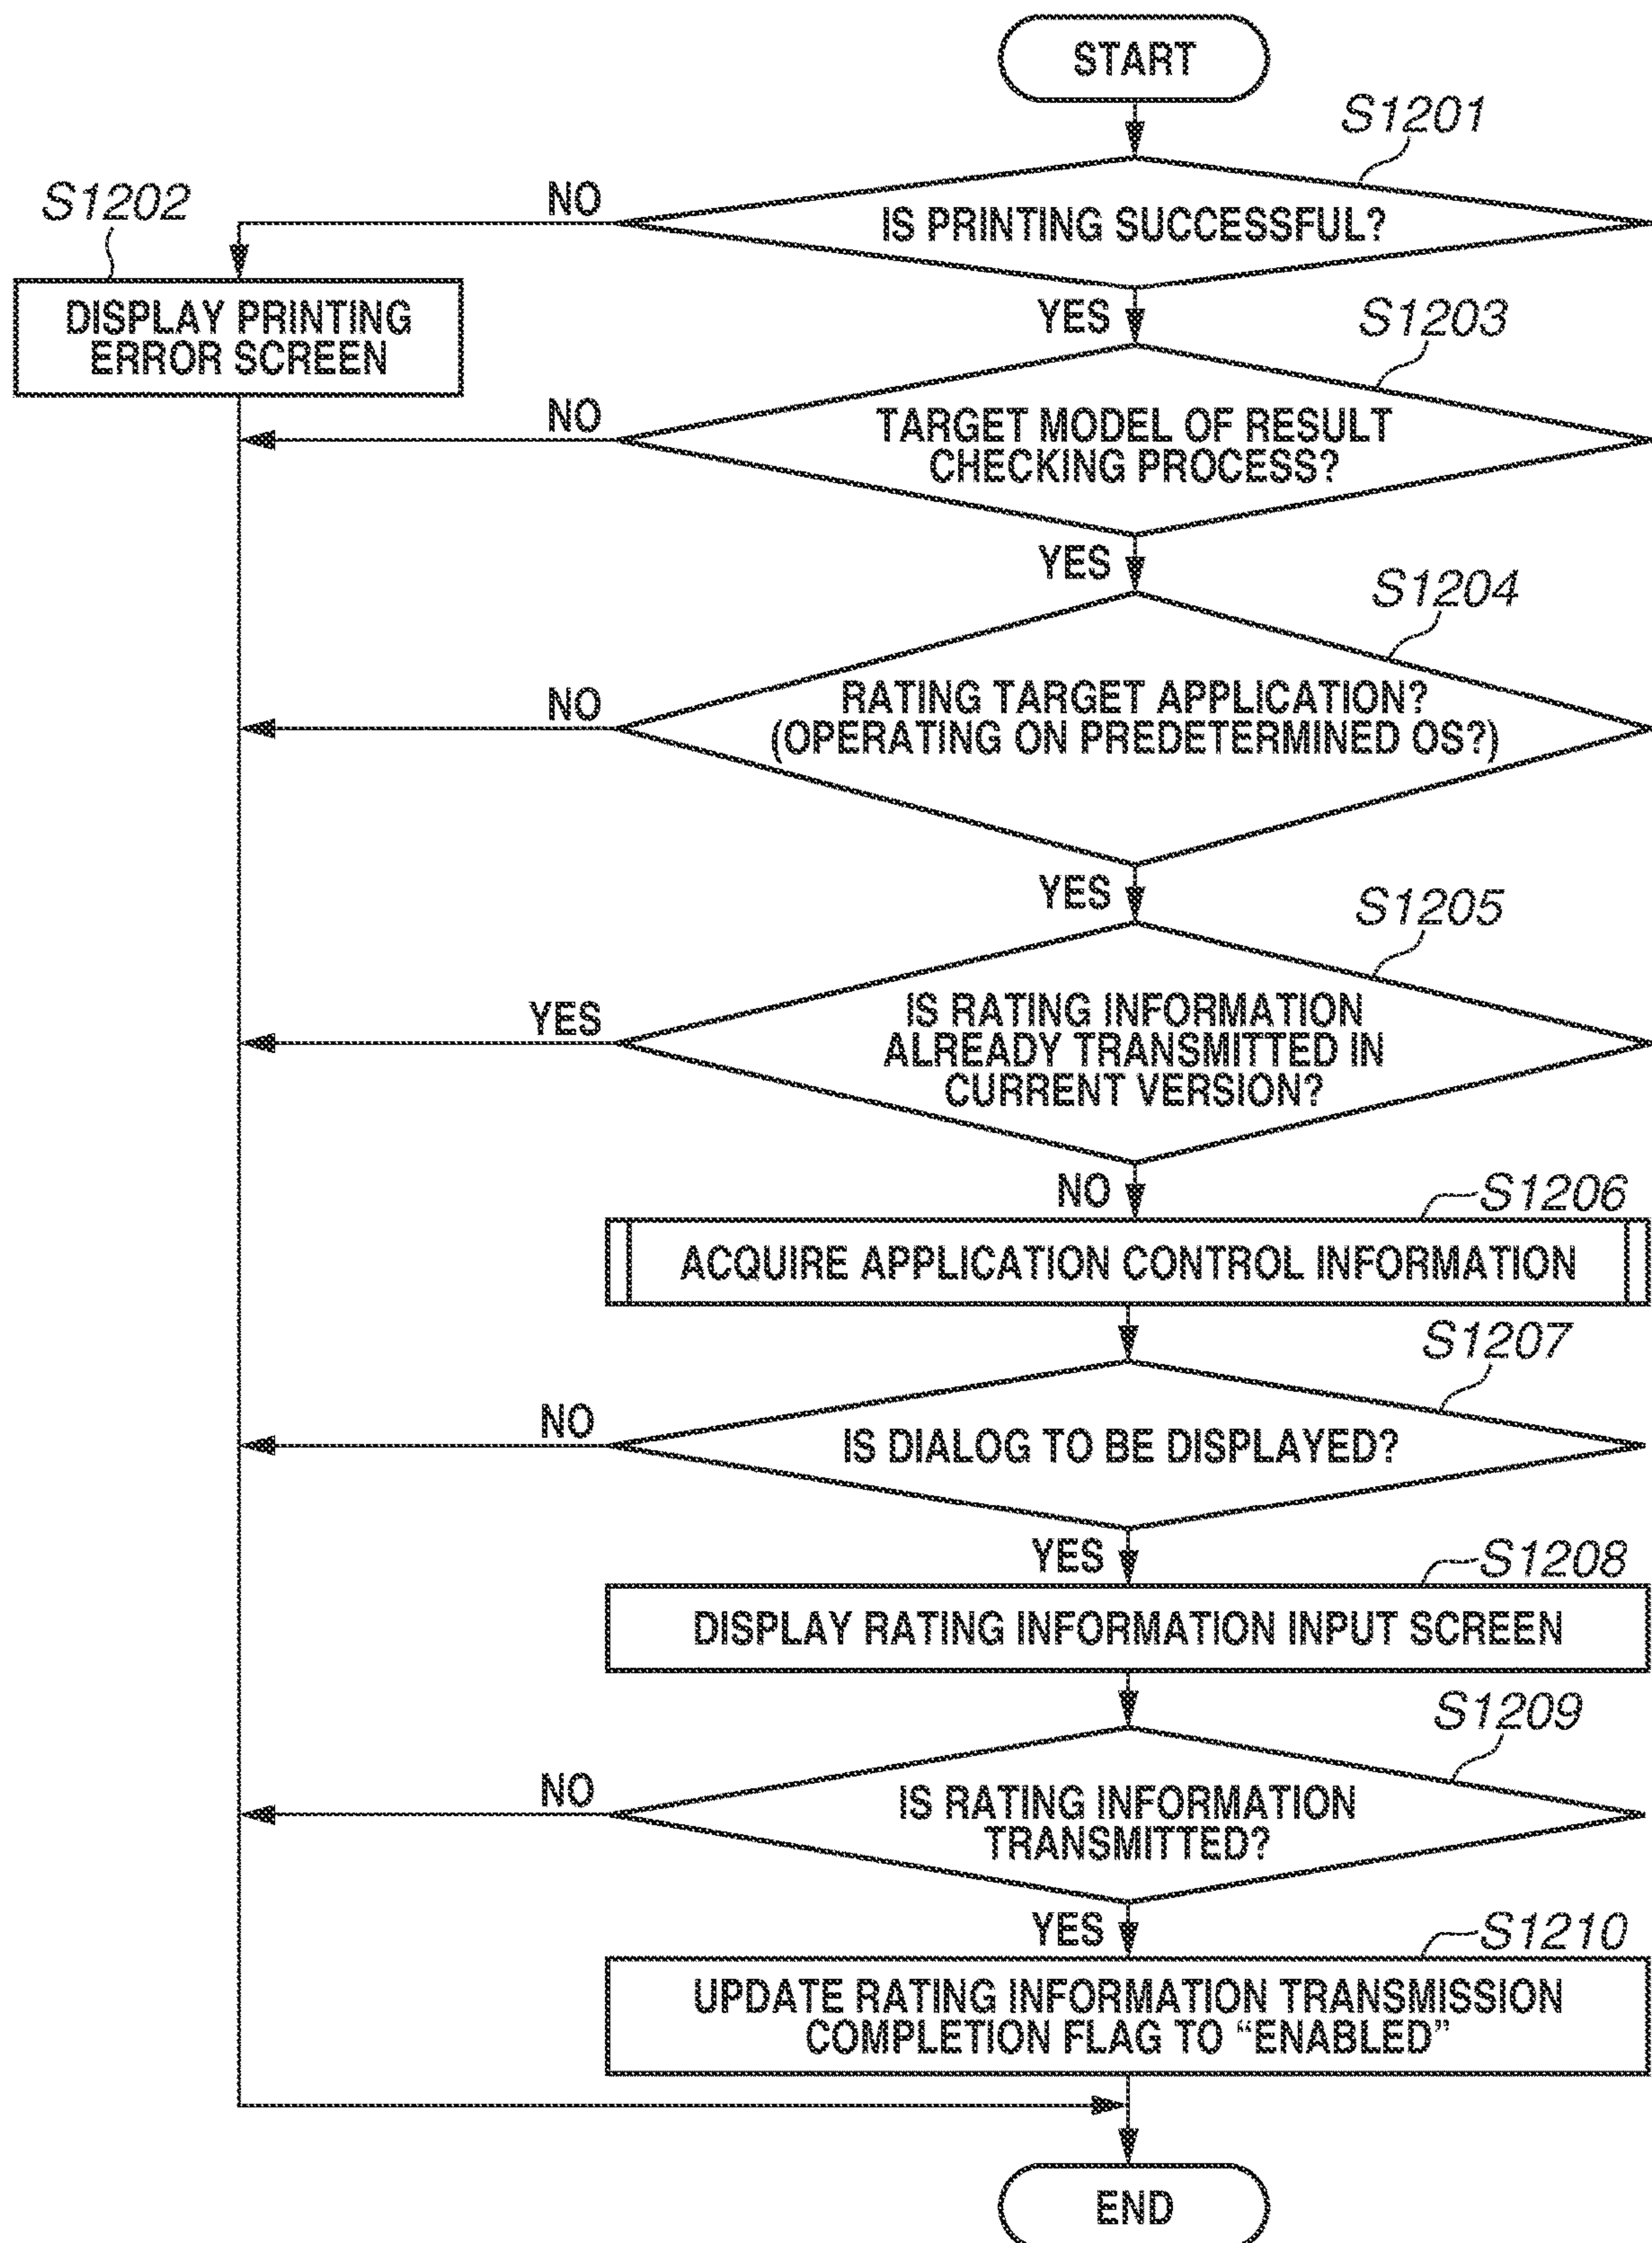 START
S1201
IS PRINTING SUCCESSFUL?
NO
S1202
DISPLAY PRINTING
ERROR SCREEN
YES
S1203
TARGET MODEL OF RESULT
CHECKING PROCESS?
NO
YES
S1204
RATING TARGET APPLICATION?
(OPERATING ON PREDETERMINED OS?)
NO
YES
S1205
IS RATING INFORMATION
ALREADY TRANSMITTED IN
CURRENT VERSION?
YES
NO
S1206
ACQUIRE APPLICATION CONTROL INFORMATION
S1207
IS DIALOG TO BE DISPLAYED?
NO
YES
S1208
DISPLAY RATING INFORMATION INPUT SCREEN
S1209
IS RATING INFORMATION
TRANSMITTED?
NO
YES
S1210
UPDATE RATING INFORMATION TRANSMISSION
COMPLETION FLAG TO “ENABLED”
END